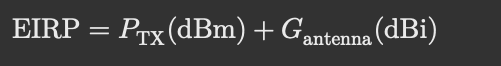 EIRP = P_TX(dBm) + G_antenna(dBi)